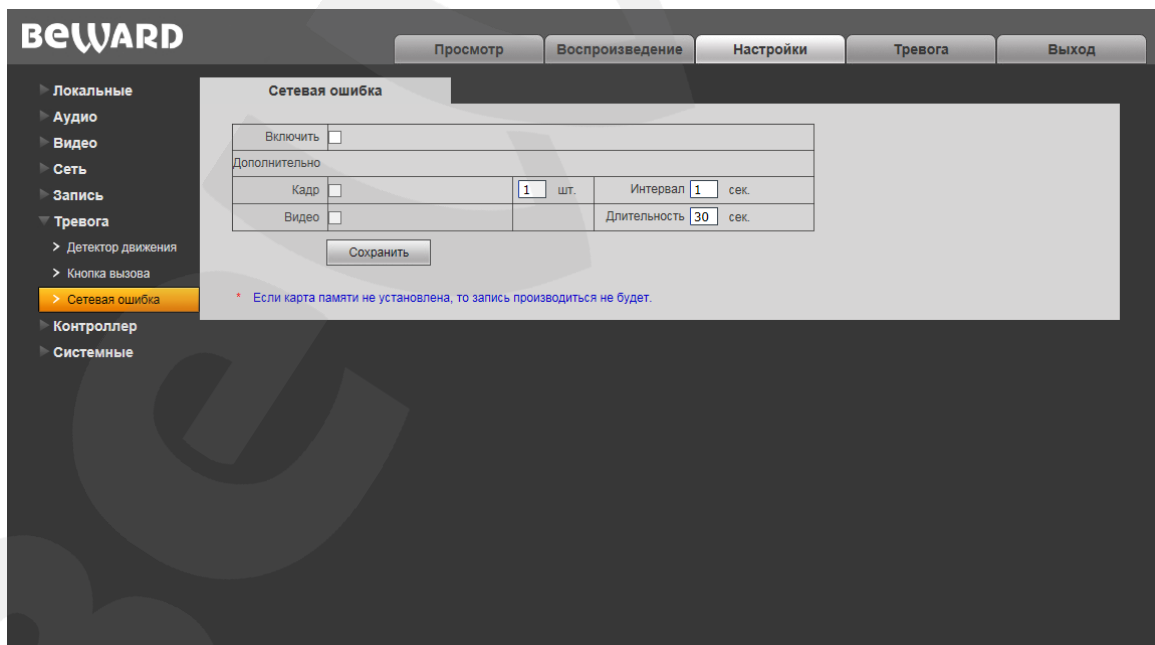 BEWARD
Просмотр Воспроизведение Настройки Тревога Выход
Локальные
Аудио
Видео
Сеть
Запись
Тревога
> Детектор движения
> Кнопка вызова
> Сетевая ошибка
Контроллер
Системные
Сетевая ошибка
Включить
Дополнительно
Кадр 1 шт. Интервал 1 сек.
Видео Длительность 30 сек.
Сохранить
* Если карта памяти не установлена, то запись производиться не будет.